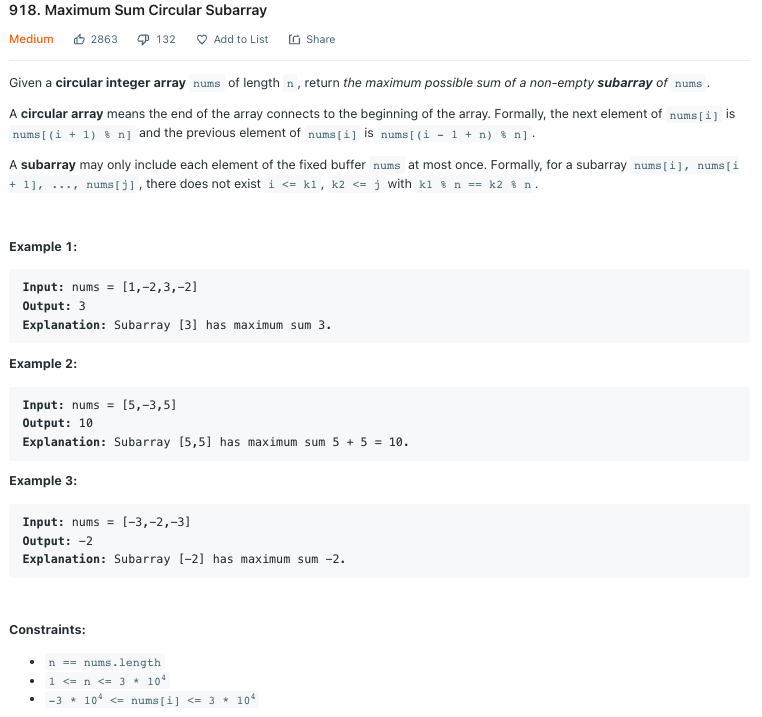 918. Maximum Sum Circular Subarray
Medium 2863 132 Add to List Share
Given a circular integer array nums of length n, return the maximum possible sum of a non-empty subarray of nums.
A circular array means the end of the array connects to the beginning of the array. Formally, the next element of nums[i] is
nums[(i + 1) % n] and the previous element of nums[i] is nums[(i - 1 + n) % n].
A subarray may only include each element of the fixed buffer nums at most once. Formally, for a subarray nums[i], nums[i
+ 1], ..., nums[j], there does not exist i <= k1, k2 <= j with k1 % n == k2 % n.
Example 1:
Input: nums = [1,-2,3,-2]
Output: 3
Explanation: Subarray [3] has maximum sum 3.
Example 2:
Input: nums = [5,-3,5]
Output: 10
Explanation: Subarray [5,5] has maximum sum 5 + 5 = 10.
Example 3:
Input: nums = [-3,-2,-3]
Output: -2
Explanation: Subarray [-2] has maximum sum -2.
Constraints:
• n == nums.length
• 1 <= n <= 3 * 10⁴
• -3 * 10⁴ <= nums[i] <= 3 * 10⁴